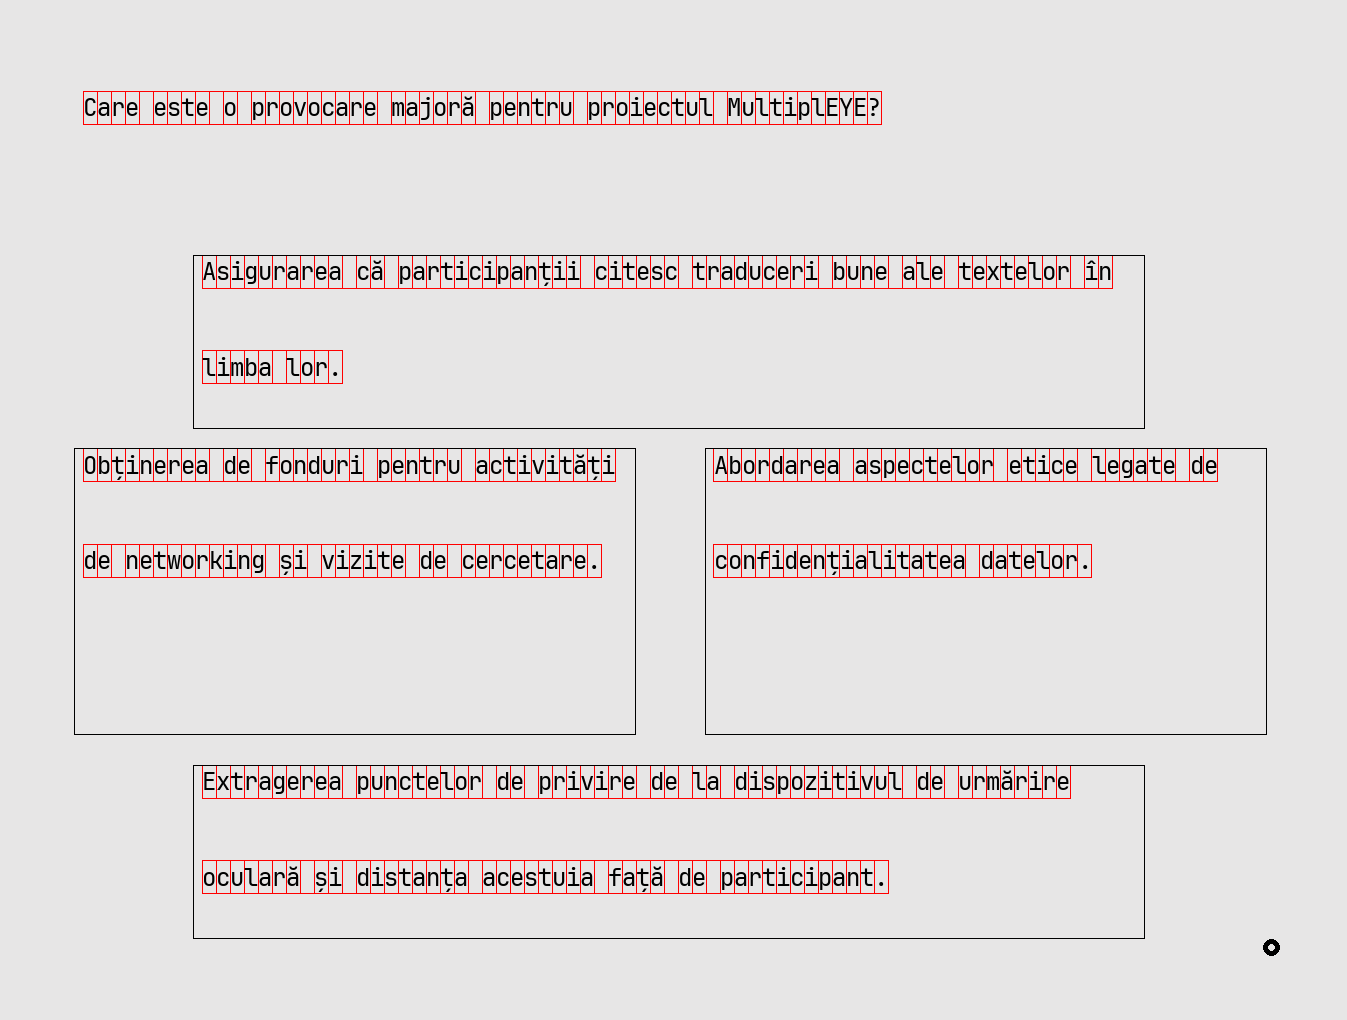 Care este o provocare majoră pentru proiectul MultiplEYE?
Asigurarea că participanții citesc traduceri bune ale textelor în
limba lor.
Obținerea de fonduri pentru activități
de networking și vizite de cercetare.
Abordarea aspectelor etice legate de
confidențialitatea datelor.
Extragerea punctelor de privire de la dispozitivul de urmărire
oculară și distanța acestuia față de participant.